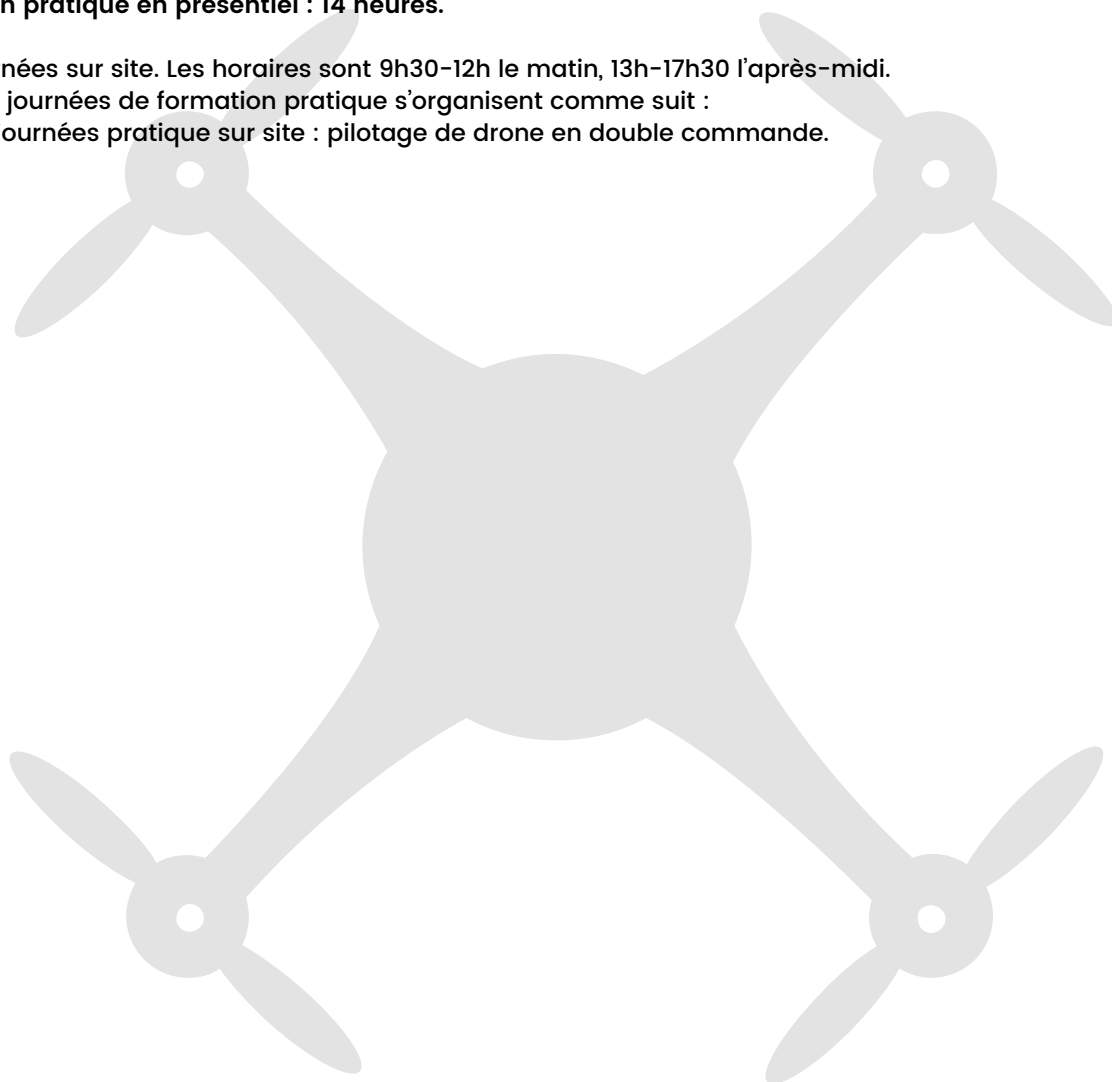 n pratique en présentiel : 14 heures.
nées sur site. Les horaires sont 9h30-12h le matin, 13h-17h30 l'après-midi.
journées de formation pratique s'organisent comme suit :
ournées pratique sur site : pilotage de drone en double commande.